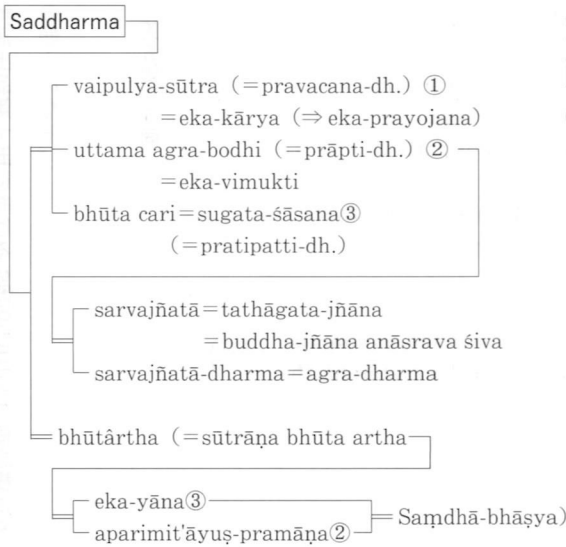 Saddharma
vaipulya-sūtra (=pravacana-dh.) ①
=eka-kārya (⇒ eka-prayojana)
uttama agra-bodhi (=prāpti-dh.) ②
=eka-vimukti
bhūta cari=sugata-śāsana③
(=pratipatti-dh.)
sarvajñatā=tathāgata-jñāna
=buddha-jñāna anāsrava śiva
sarvajñatā-dharma=agra-dharma
bhūtârtha (=sūtrāṇa bhūta artha
eka-yāna③
Saṃdhā-bhāṣya)
aparimit'āyuṣ-pramāṇa②